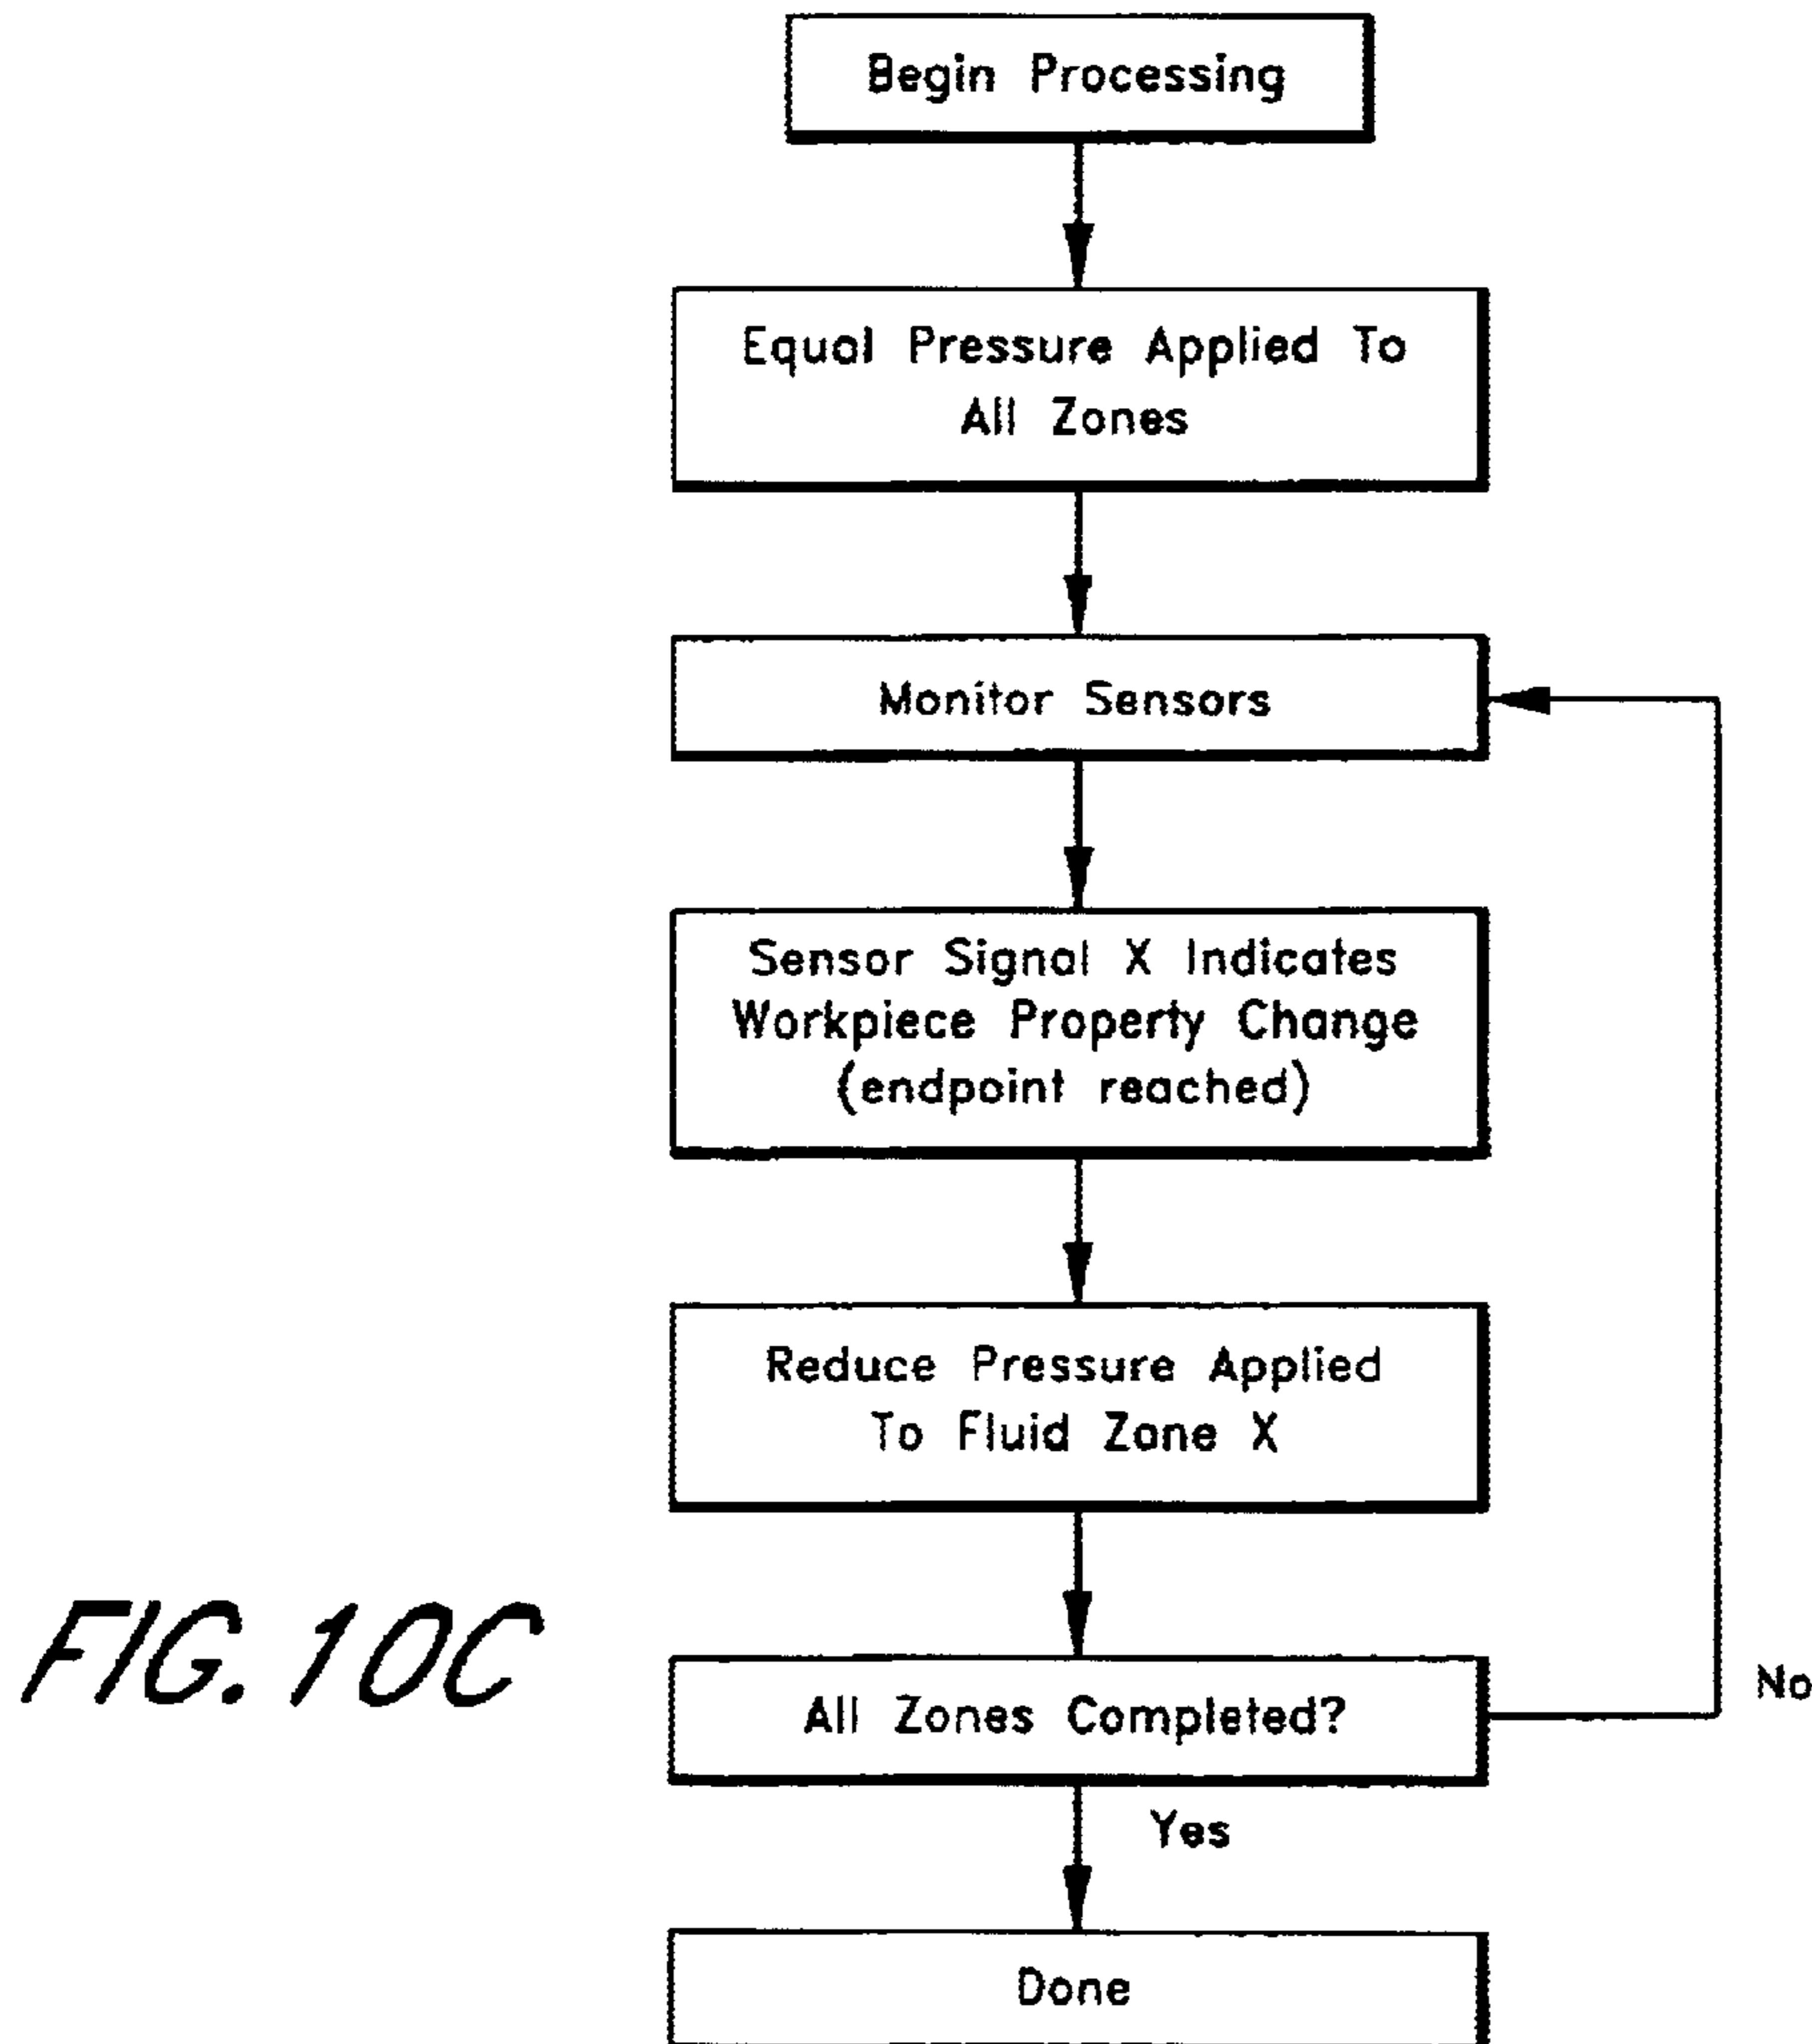 Begin Processing
Equal Pressure Applied To
All Zones
Monitor Sensors
Sensor Signal X Indicates
Workpiece Property Change
(endpoint reached)
Reduce Pressure Applied
To Fluid Zone X
All Zones Completed?
No
Yes
Done
FIG. 10C